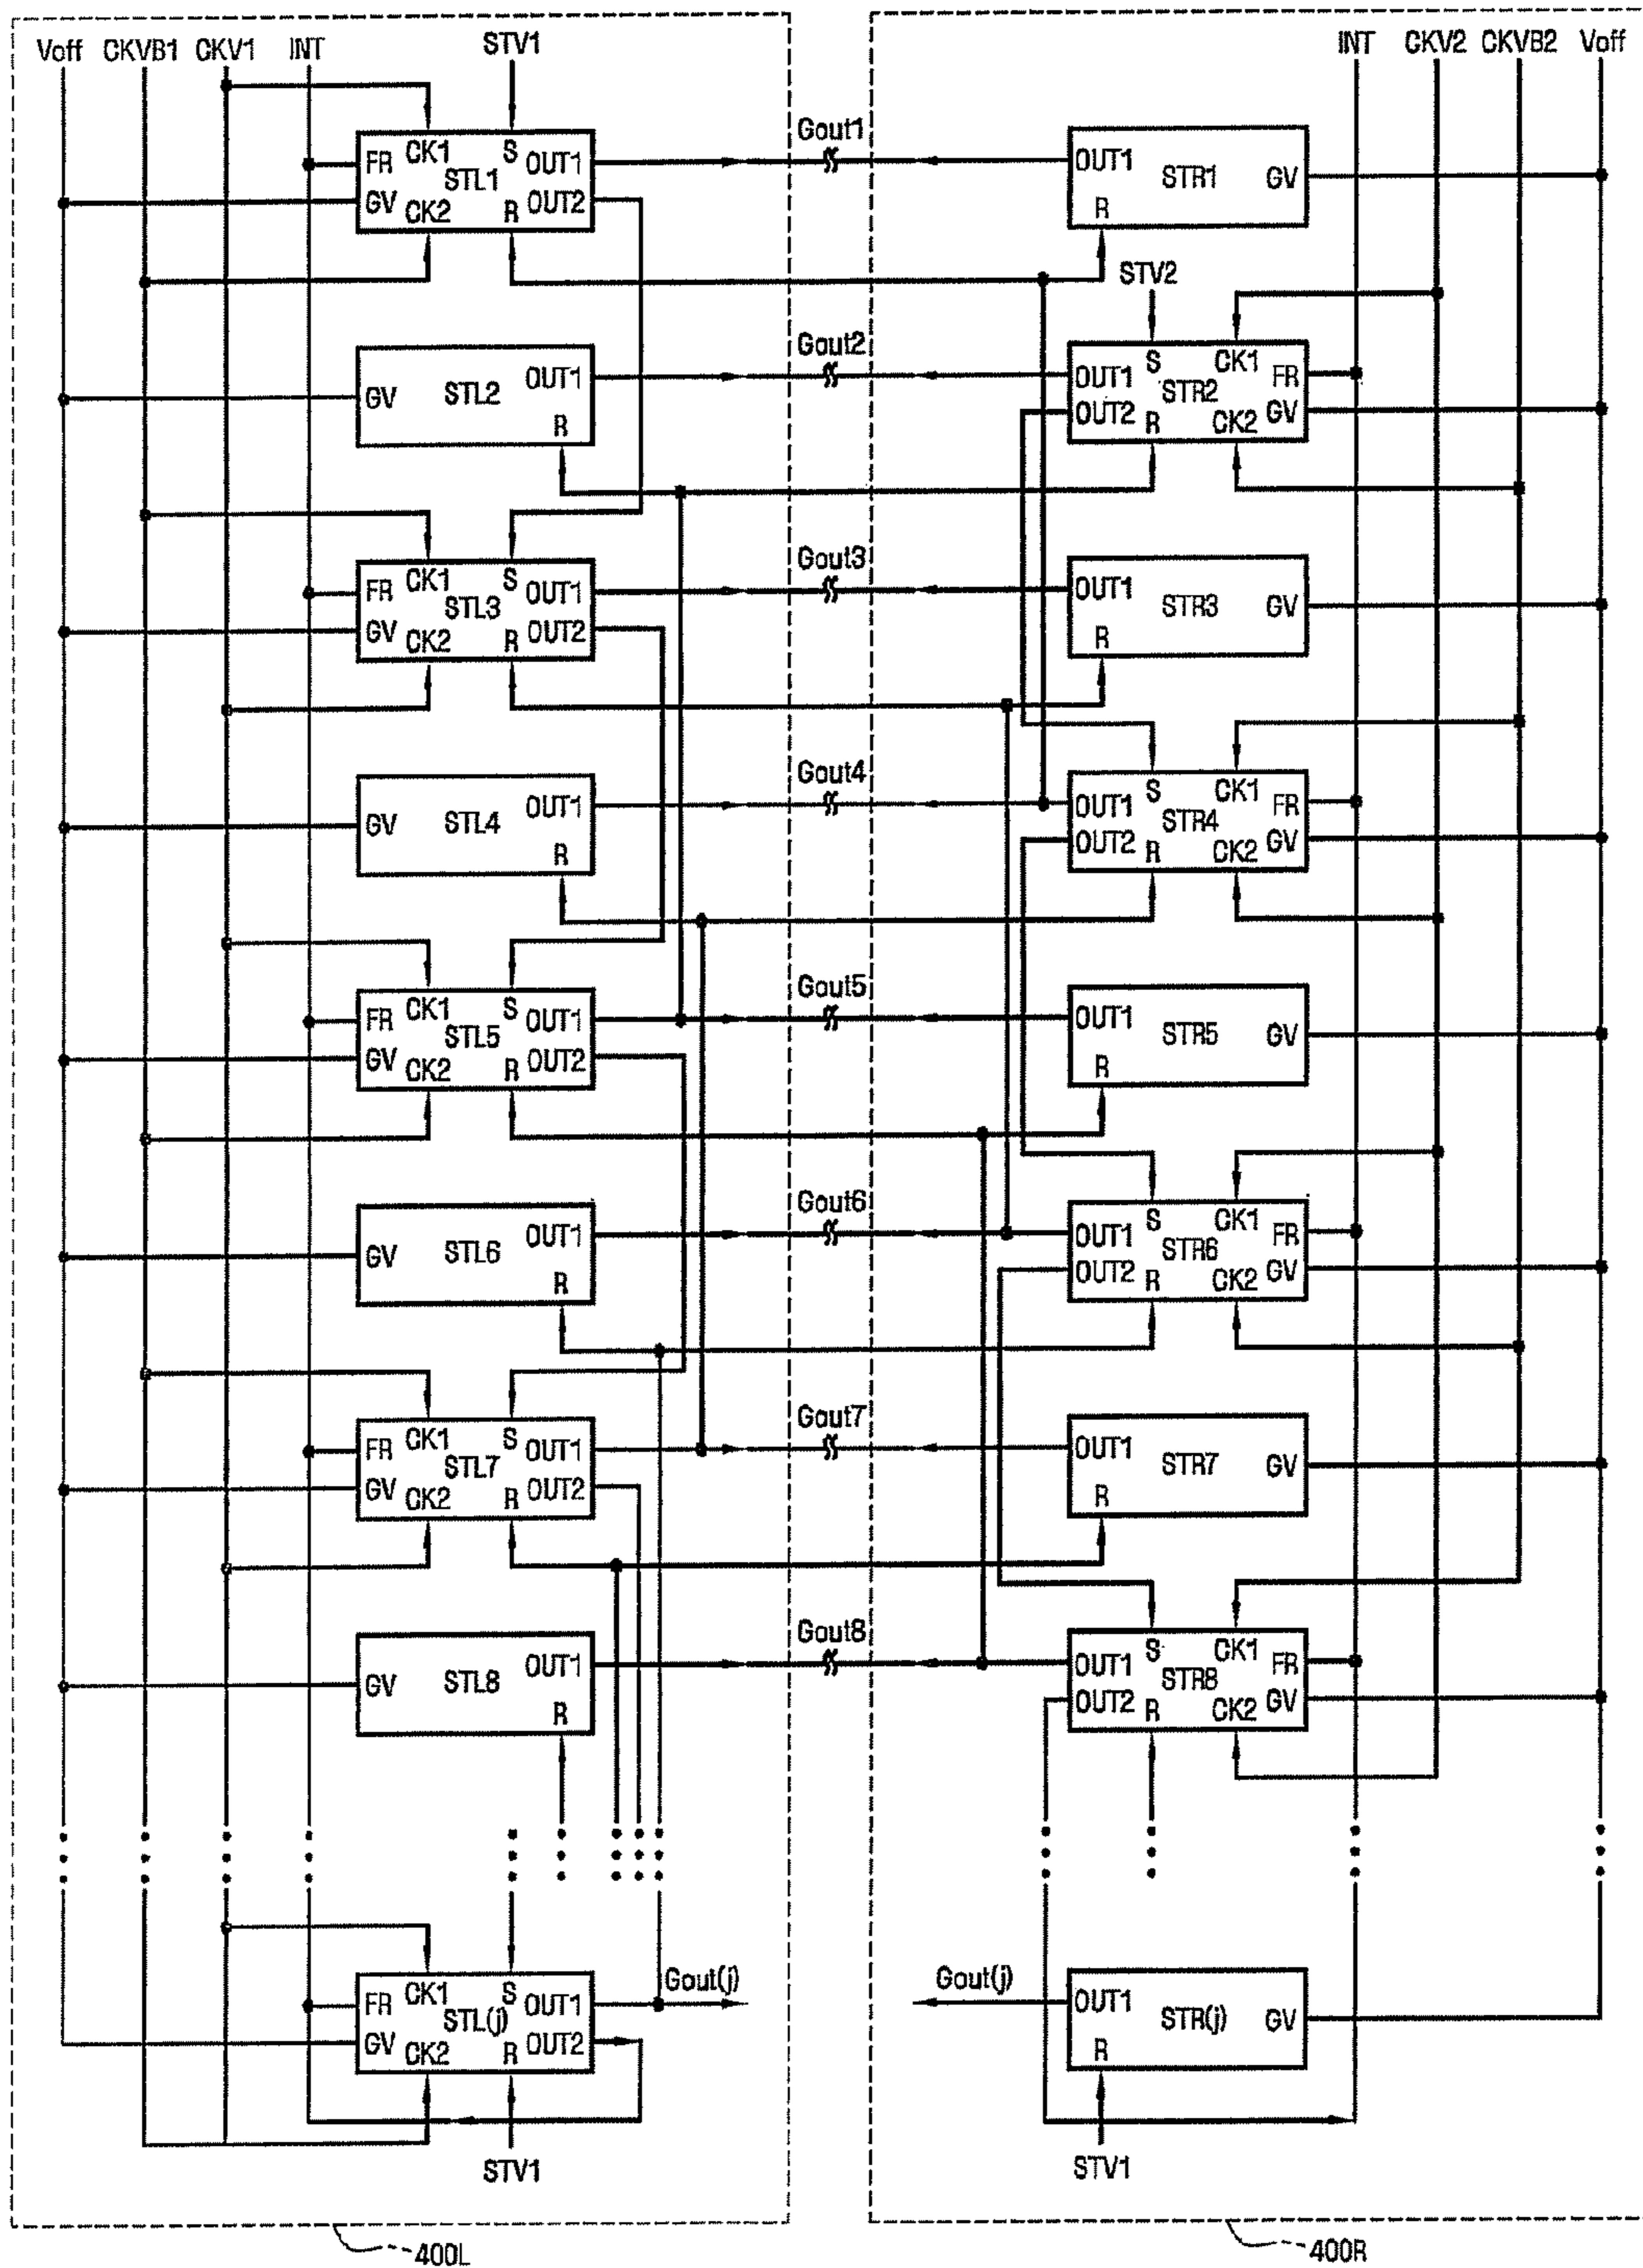 Voff CKVB1 CKV1 INT STV1 INT CKV2 CKVB2 Voff
Gout1
FR CK1 S OUT1
STL1
GV CK2 R OUT2
OUT1 STR1 GV
R
STV2
Gout2
GV STL2 OUT1
R
OUT1 S CK1 FR
STR2
OUT2 R CK2 GV
Gout3
FR CK1 S OUT1
STL3
GV CK2 R OUT2
OUT1 STR3 GV
R
Gout4
GV STL4 OUT1
R
OUT1 S CK1 FR
STR4
OUT2 R CK2 GV
Gout5
FR CK1 S OUT1
STL5
GV CK2 R OUT2
OUT1 STR5 GV
R
Gout6
GV STL6 OUT1
R
OUT1 S CK1 FR
STR6
OUT2 R CK2 GV
Gout7
FR CK1 S OUT1
STL7
GV CK2 R OUT2
OUT1 STR7 GV
R
Gout8
GV STL8 OUT1
R
OUT1 S CK1 FR
STR8
OUT2 R CK2 GV
FR CK1 S OUT1
STL(j)
GV CK2 R OUT2
Gout(j)
Gout(j)
OUT1 STR(j) GV
R
STV1
STV1
400L
400R